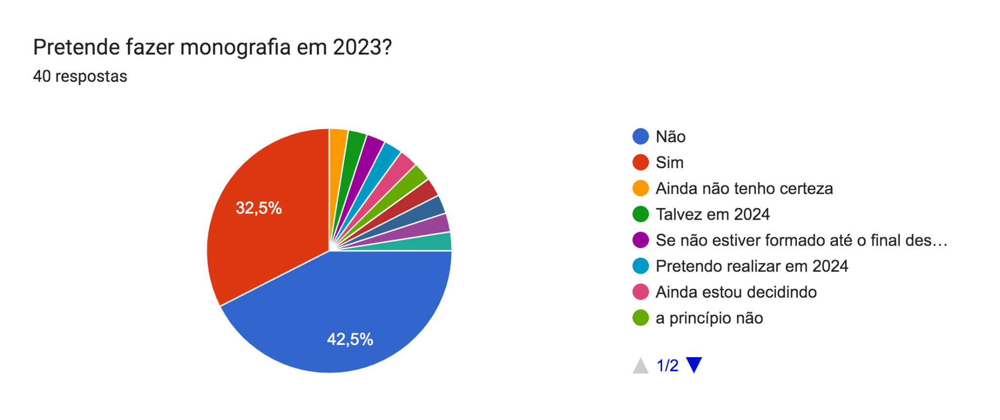 Pretende fazer monografia em 2023?
40 respostas
32,5%
42,5%
Não
Sim
Ainda não tenho certeza
Talvez em 2024
Se não estiver formado até o final des…
Pretendo realizar em 2024
Ainda estou decidindo
a princípio não
1/2